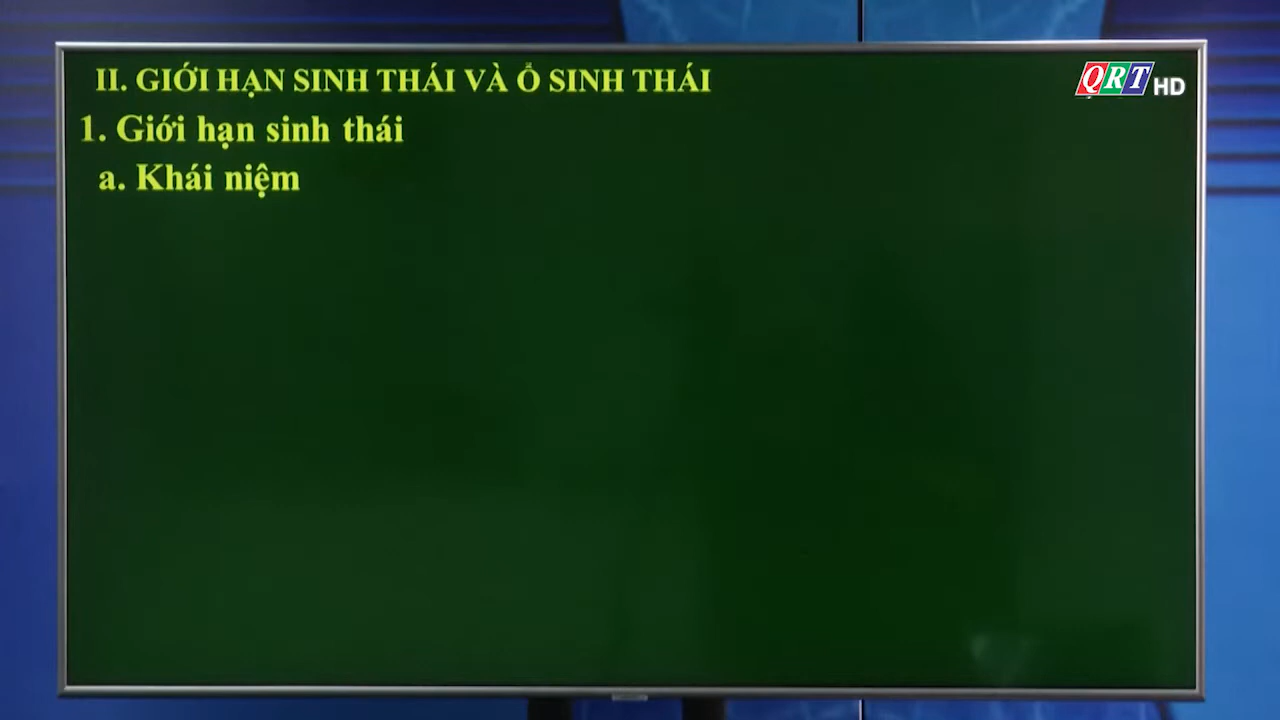 II. GIỚI HẠN SINH THÁI VÀ Ổ SINH THÁI
QRT HD
1. Giới hạn sinh thái
a. Khái niệm